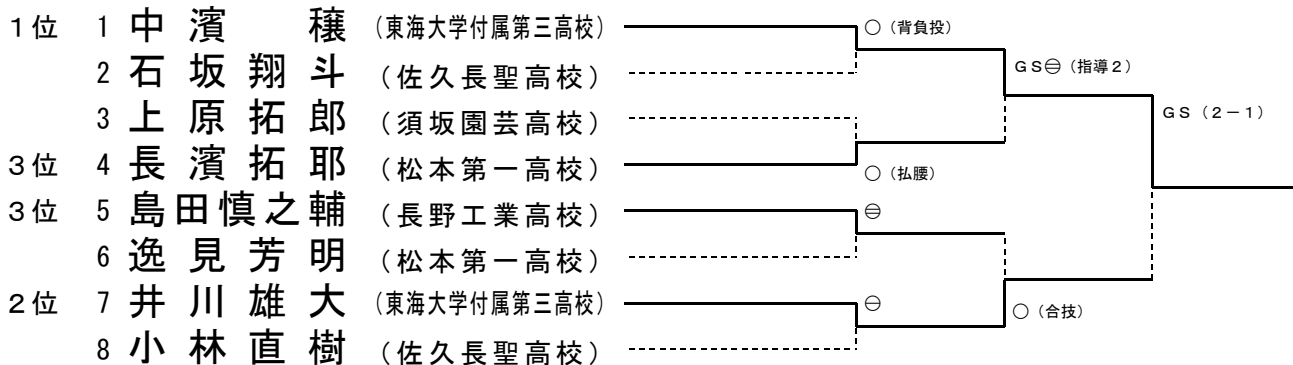 1位 1 中濱 穣 (東海大学付属第三高校)
○(背負投)
2 石坂翔斗 (佐久長聖高校)
GS㊀(指導2)
3 上原拓郎 (須坂園芸高校)
GS(2-1)
3位 4 長濱拓耶 (松本第一高校)
○(払腰)
3位 5 島田慎之輔 (長野工業高校)
㊀
6 逸見芳明 (松本第一高校)
2位 7 井川雄大 (東海大学付属第三高校)
㊀
○(合技)
8 小林直樹 (佐久長聖高校)